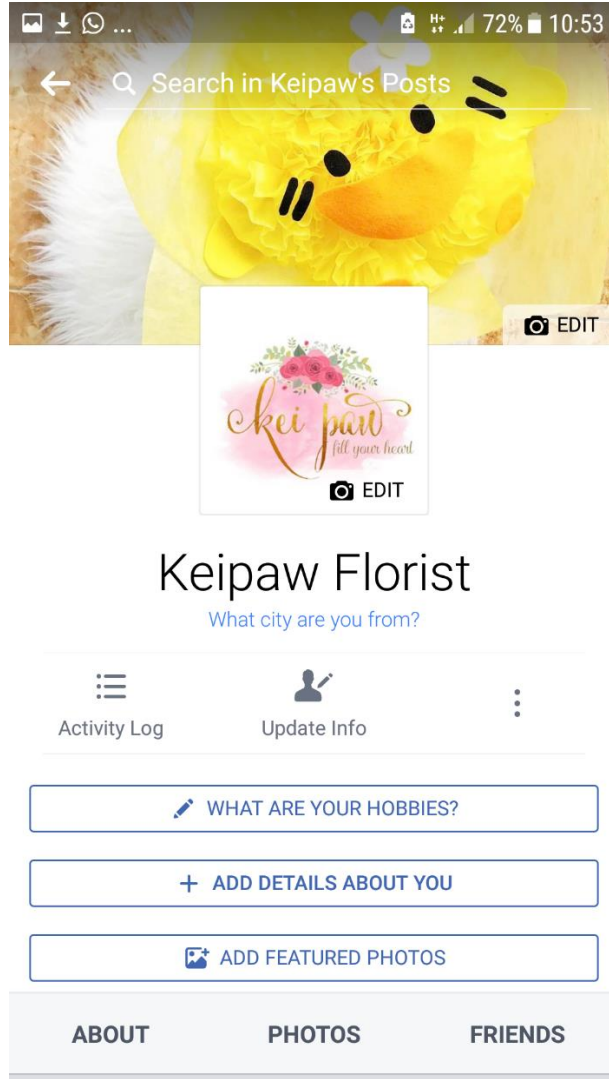 ... H+ 72% 10:53
Search in Keipaw's Posts
EDIT
kei paw
fill your heart
EDIT
Keipaw Florist
What city are you from?
Activity Log Update Info
WHAT ARE YOUR HOBBIES?
+ ADD DETAILS ABOUT YOU
ADD FEATURED PHOTOS
ABOUT PHOTOS FRIENDS